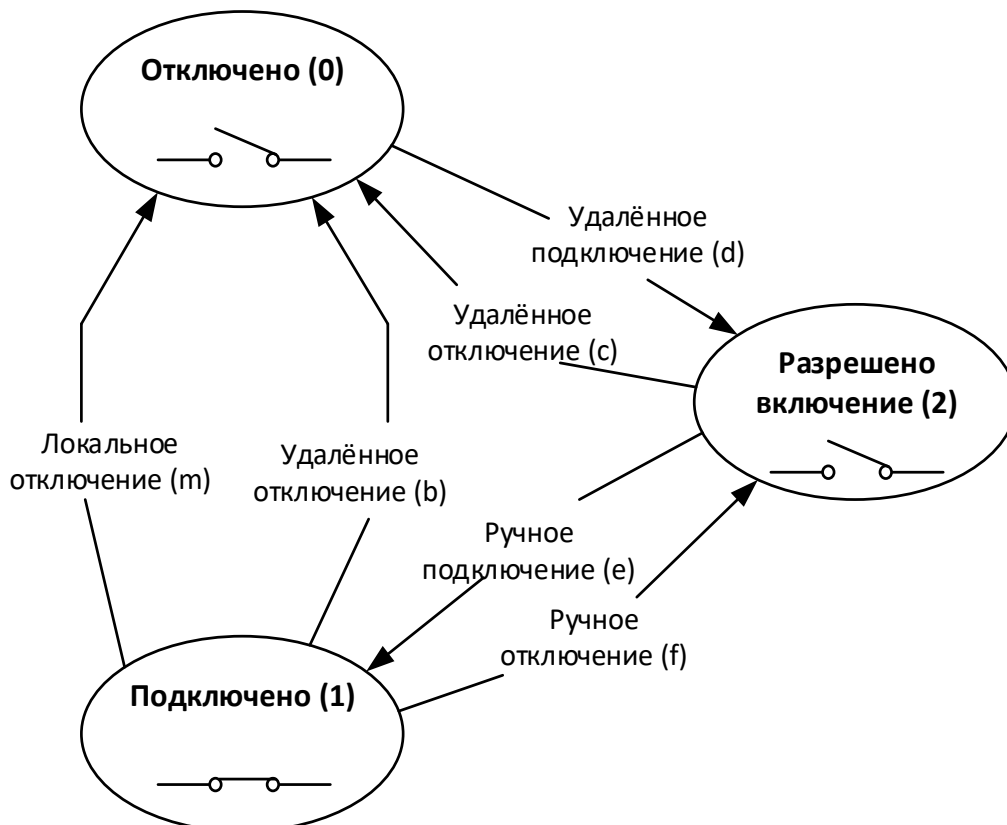 Отключено (0)
Удалённое
подключение (d)
Удалённое
отключение (c)
Разрешено
включение (2)
Локальное
отключение (m)
Удалённое
отключение (b)
Ручное
подключение (e)
Ручное
отключение (f)
Подключено (1)